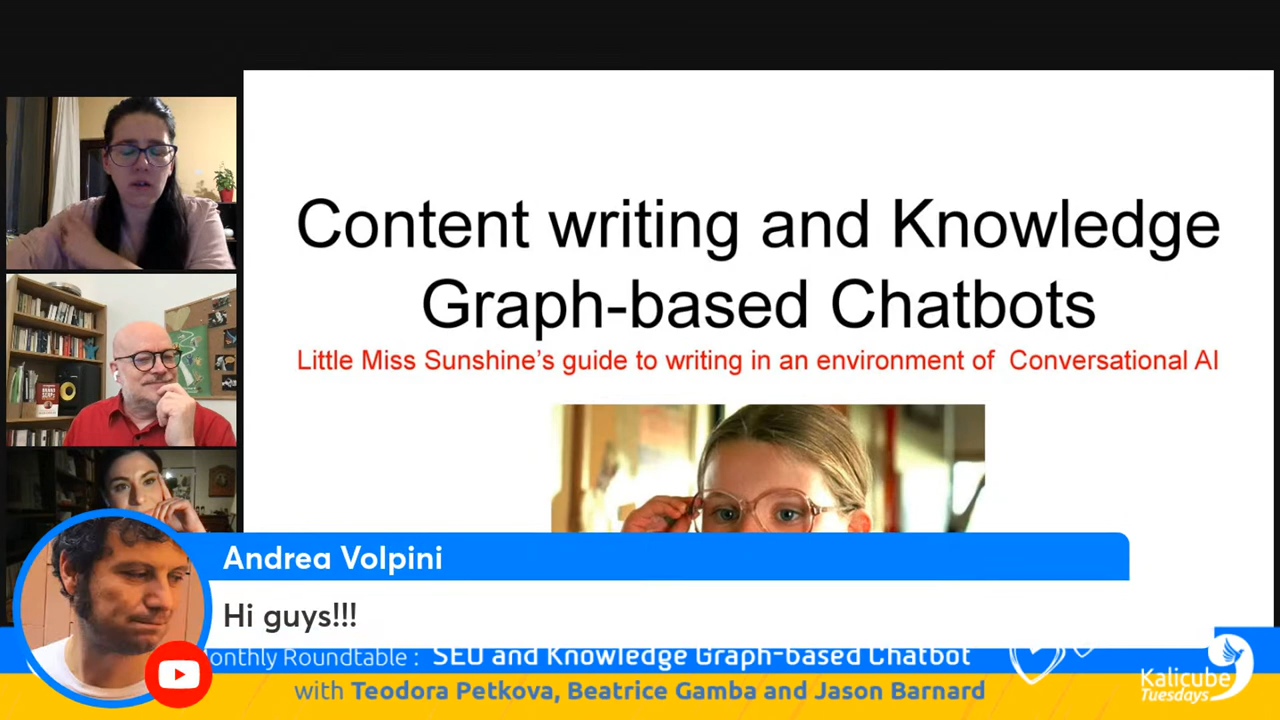 Content writing and Knowledge
Graph-based Chatbots
Little Miss Sunshine's guide to writing in an environment of Conversational AI
Andrea Volpini
Hi guys!!!
onthly Roundtable : SEO and Knowledge Graph-based Chatbot
with Teodora Petkova, Beatrice Gamba and Jason Barnard
Kalicube
Tuesdays